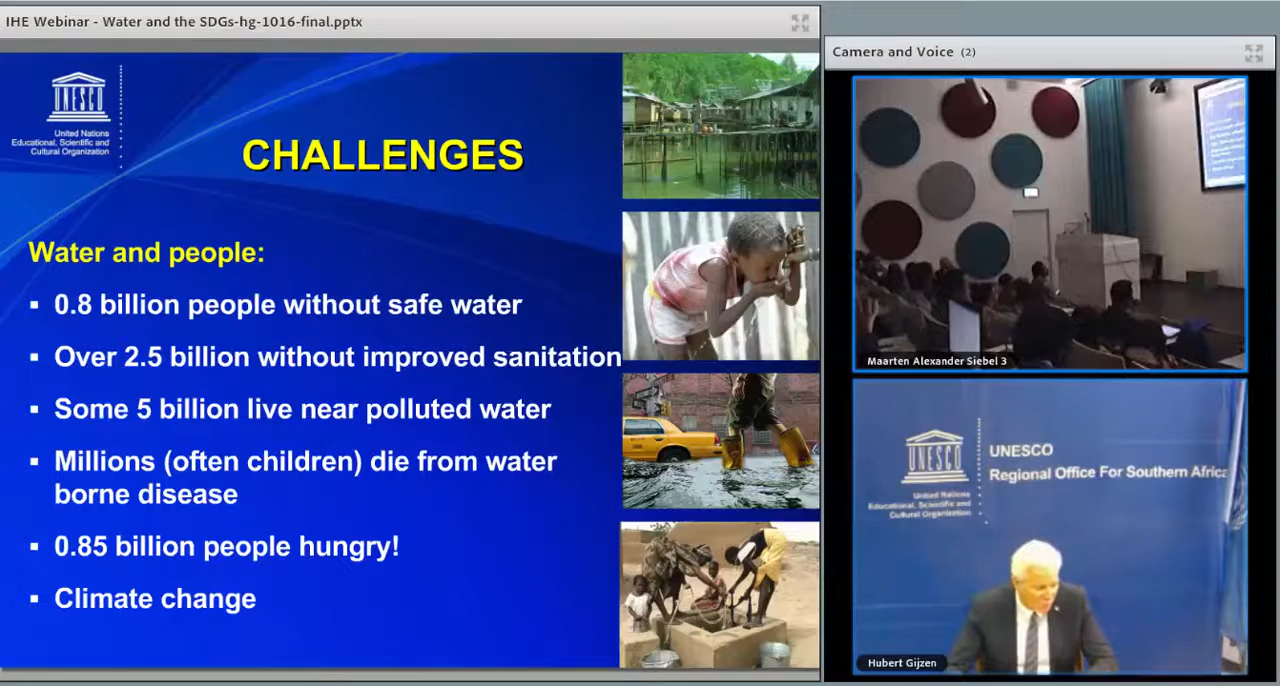 IHE Webinar - Water and the SDGs-hg-1016-final.pptx
UNESCO
United Nations
Educational, Scientific and
Cultural Organization
CHALLENGES
Water and people:
▪ 0.8 billion people without safe water
▪ Over 2.5 billion without improved sanitation
▪ Some 5 billion live near polluted water
▪ Millions (often children) die from water
borne disease
▪ 0.85 billion people hungry!
▪ Climate change
Camera and Voice (2)
Maarten Alexander Siebel 3
UNESCO
United Nations
Educational, Scientific and
Cultural Organization
UNESCO
Regional Office For Southern Africa
Hubert Gijzen